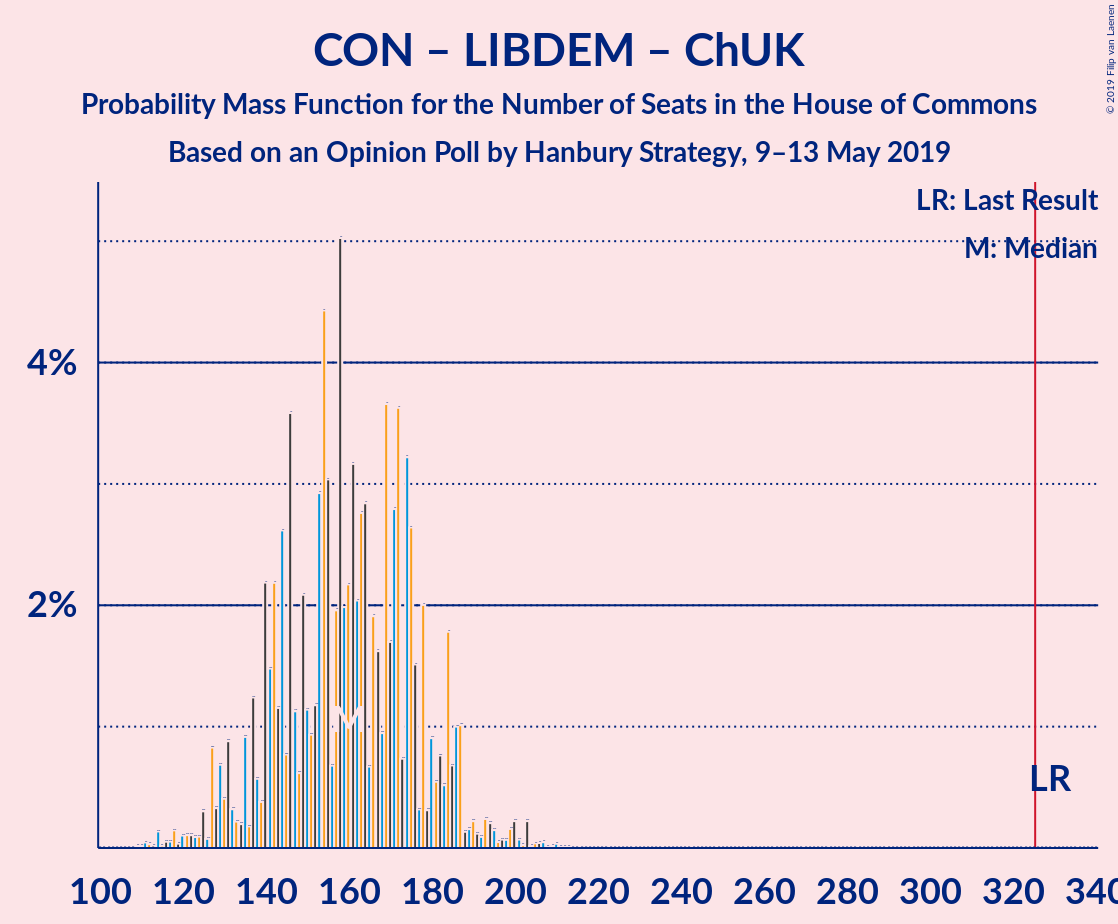 CON – LIBDEM – ChUK
Probability Mass Function for the Number of Seats in the House of Commons
Based on an Opinion Poll by Hanbury Strategy, 9–13 May 2019
© 2019 Filip van Laenen
LR: Last Result
M: Median
4%
2%
M
LR
100 120 140 160 180 200 220 240 260 280 300 320 340